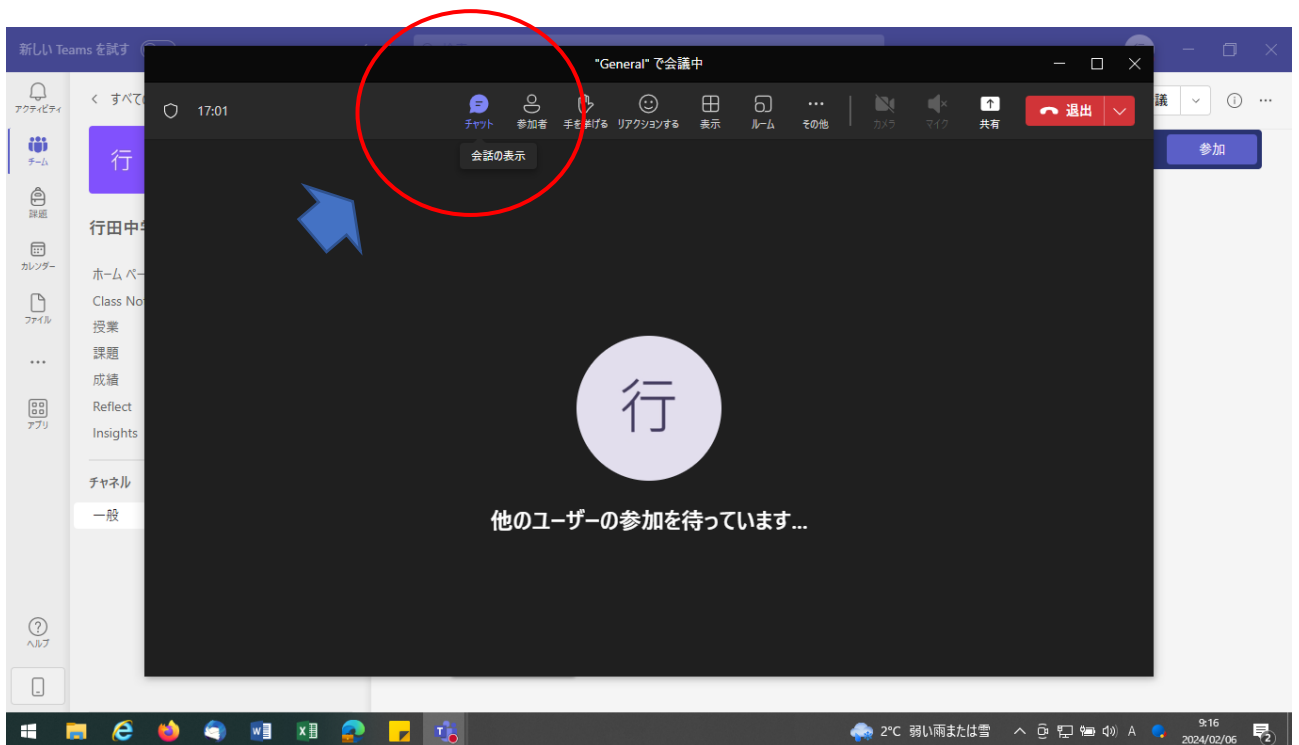 新しい Teams を試す
"General" で会議中
アクティビティ
チーム
課題
カレンダー
ファイル
アプリ
ヘルプ
< すべて
行
行田中
ホーム ペー
Class No
授業
課題
成績
Reflect
Insights
チャネル
一般
17:01
チャット
参加者
手を挙げる
リアクションする
表示
ルーム
その他
カメラ
マイク
共有
退出
会話の表示
議
参加
行
他のユーザーの参加を待っています...
2°C 弱い雨または雪
A
9:16
2024/02/06
2